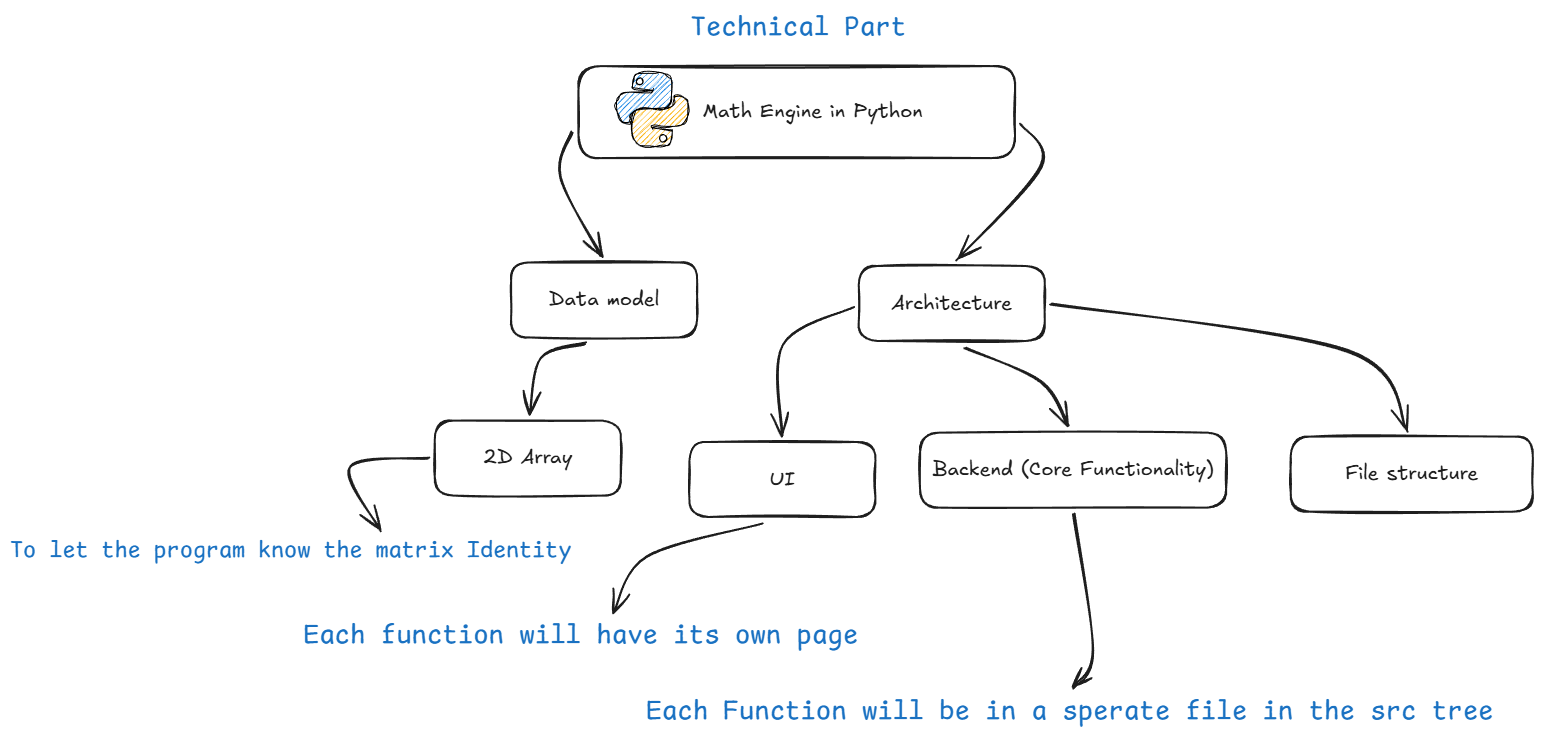 Technical Part
Math Engine in Python
Data model
Architecture
2D Array
UI
Backend (Core Functionality)
File structure
To let the program know the matrix Identity
Each function will have its own page
Each Function will be in a sperate file in the src tree